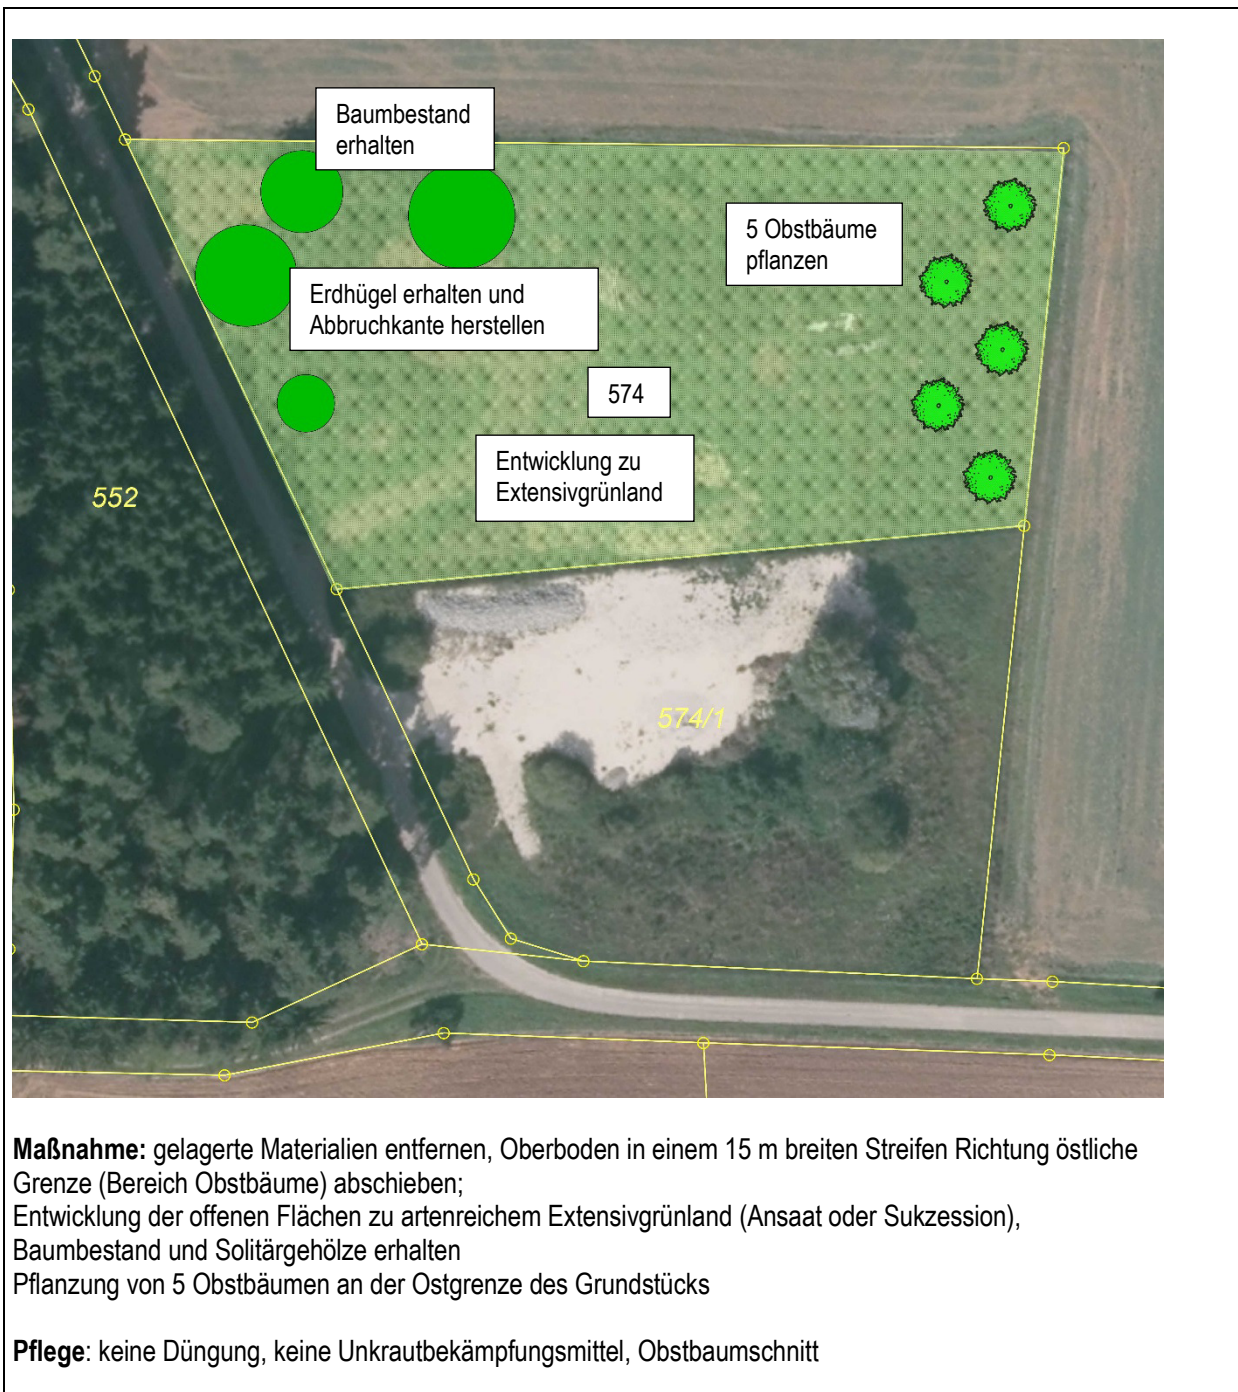 Baumbestand
erhalten
5 Obstbäume
pflanzen
Erdhügel erhalten und
Abbruchkante herstellen
574
Entwicklung zu
Extensivgrünland
552
574/1
Maßnahme: gelagerte Materialien entfernen, Oberboden in einem 15 m breiten Streifen Richtung östliche
Grenze (Bereich Obstbäume) abschieben;
Entwicklung der offenen Flächen zu artenreichem Extensivgrünland (Ansaat oder Sukzession),
Baumbestand und Solitärgehölze erhalten
Pflanzung von 5 Obstbäumen an der Ostgrenze des Grundstücks
Pflege: keine Düngung, keine Unkrautbekämpfungsmittel, Obstbaumschnitt